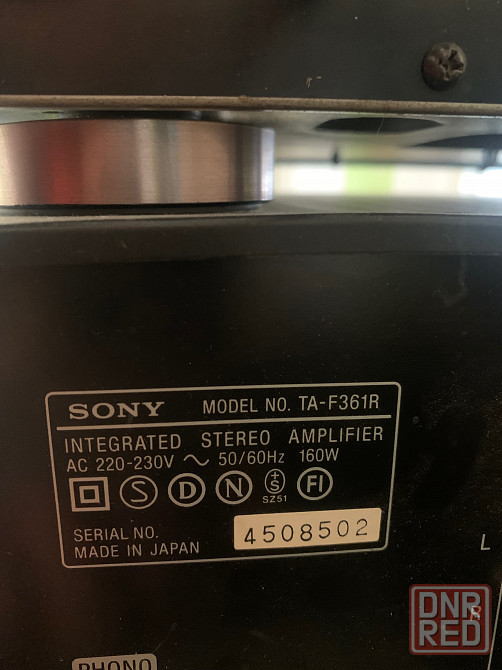 SONY MODEL NO. TA-F361R
INTEGRATED STEREO AMPLIFIER
AC 220-230V ~ 50/60Hz 160W
S D N S FI
SZ51
SERIAL NO. 4508502
MADE IN JAPAN
L
R
PHONO
DNR
RED